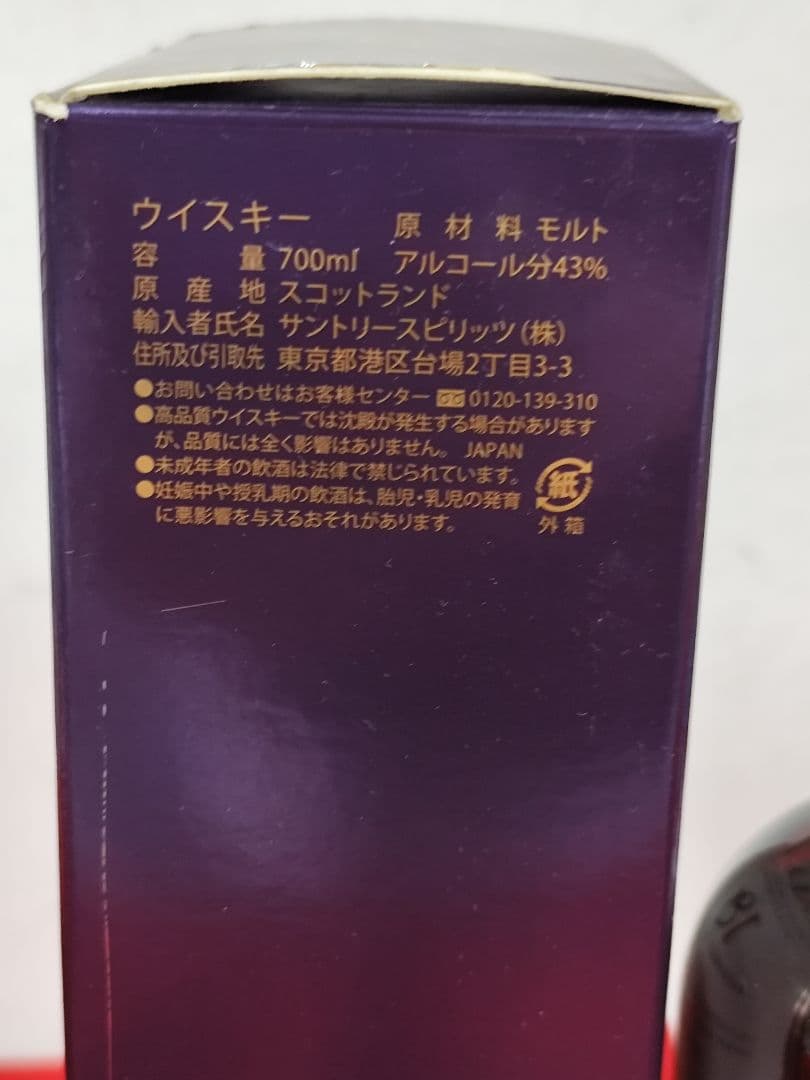 ウイスキー 原材料 モルト
容量 700ml アルコール分43%
原産地 スコットランド
輸入者氏名 サントリースピリッツ(株)
住所及び引取先 東京都港区台場2丁目3-3
●お問い合わせはお客様センター 0120-139-310
●高品質ウイスキーでは沈殿が発生する場合があります
が、品質には全く影響はありません。 JAPAN
●未成年者の飲酒は法律で禁じられています。
●妊娠中や授乳期の飲酒は、胎児・乳児の発育
に悪影響を与えるおそれがあります。
紙
外箱
18